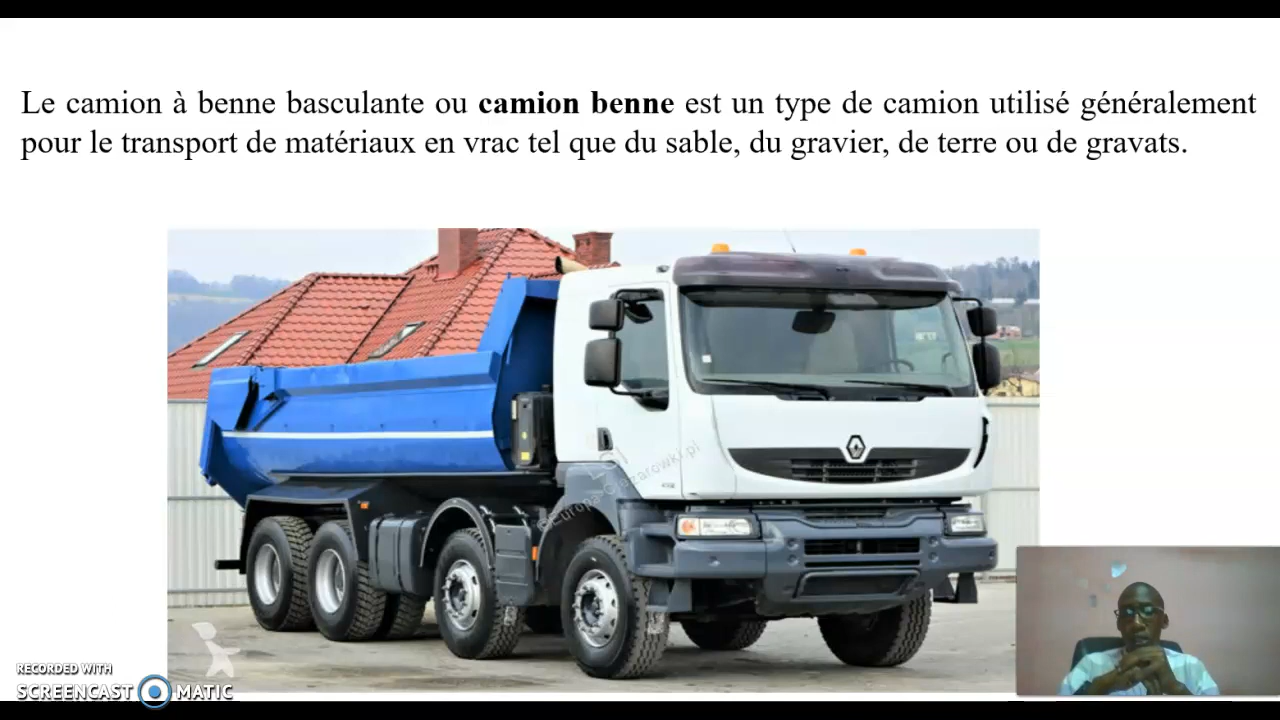 Le camion à benne basculante ou camion benne est un type de camion utilisé généralement
pour le transport de matériaux en vrac tel que du sable, du gravier, de terre ou de gravats.
RECORDED WITH
SCREENCAST MATIC